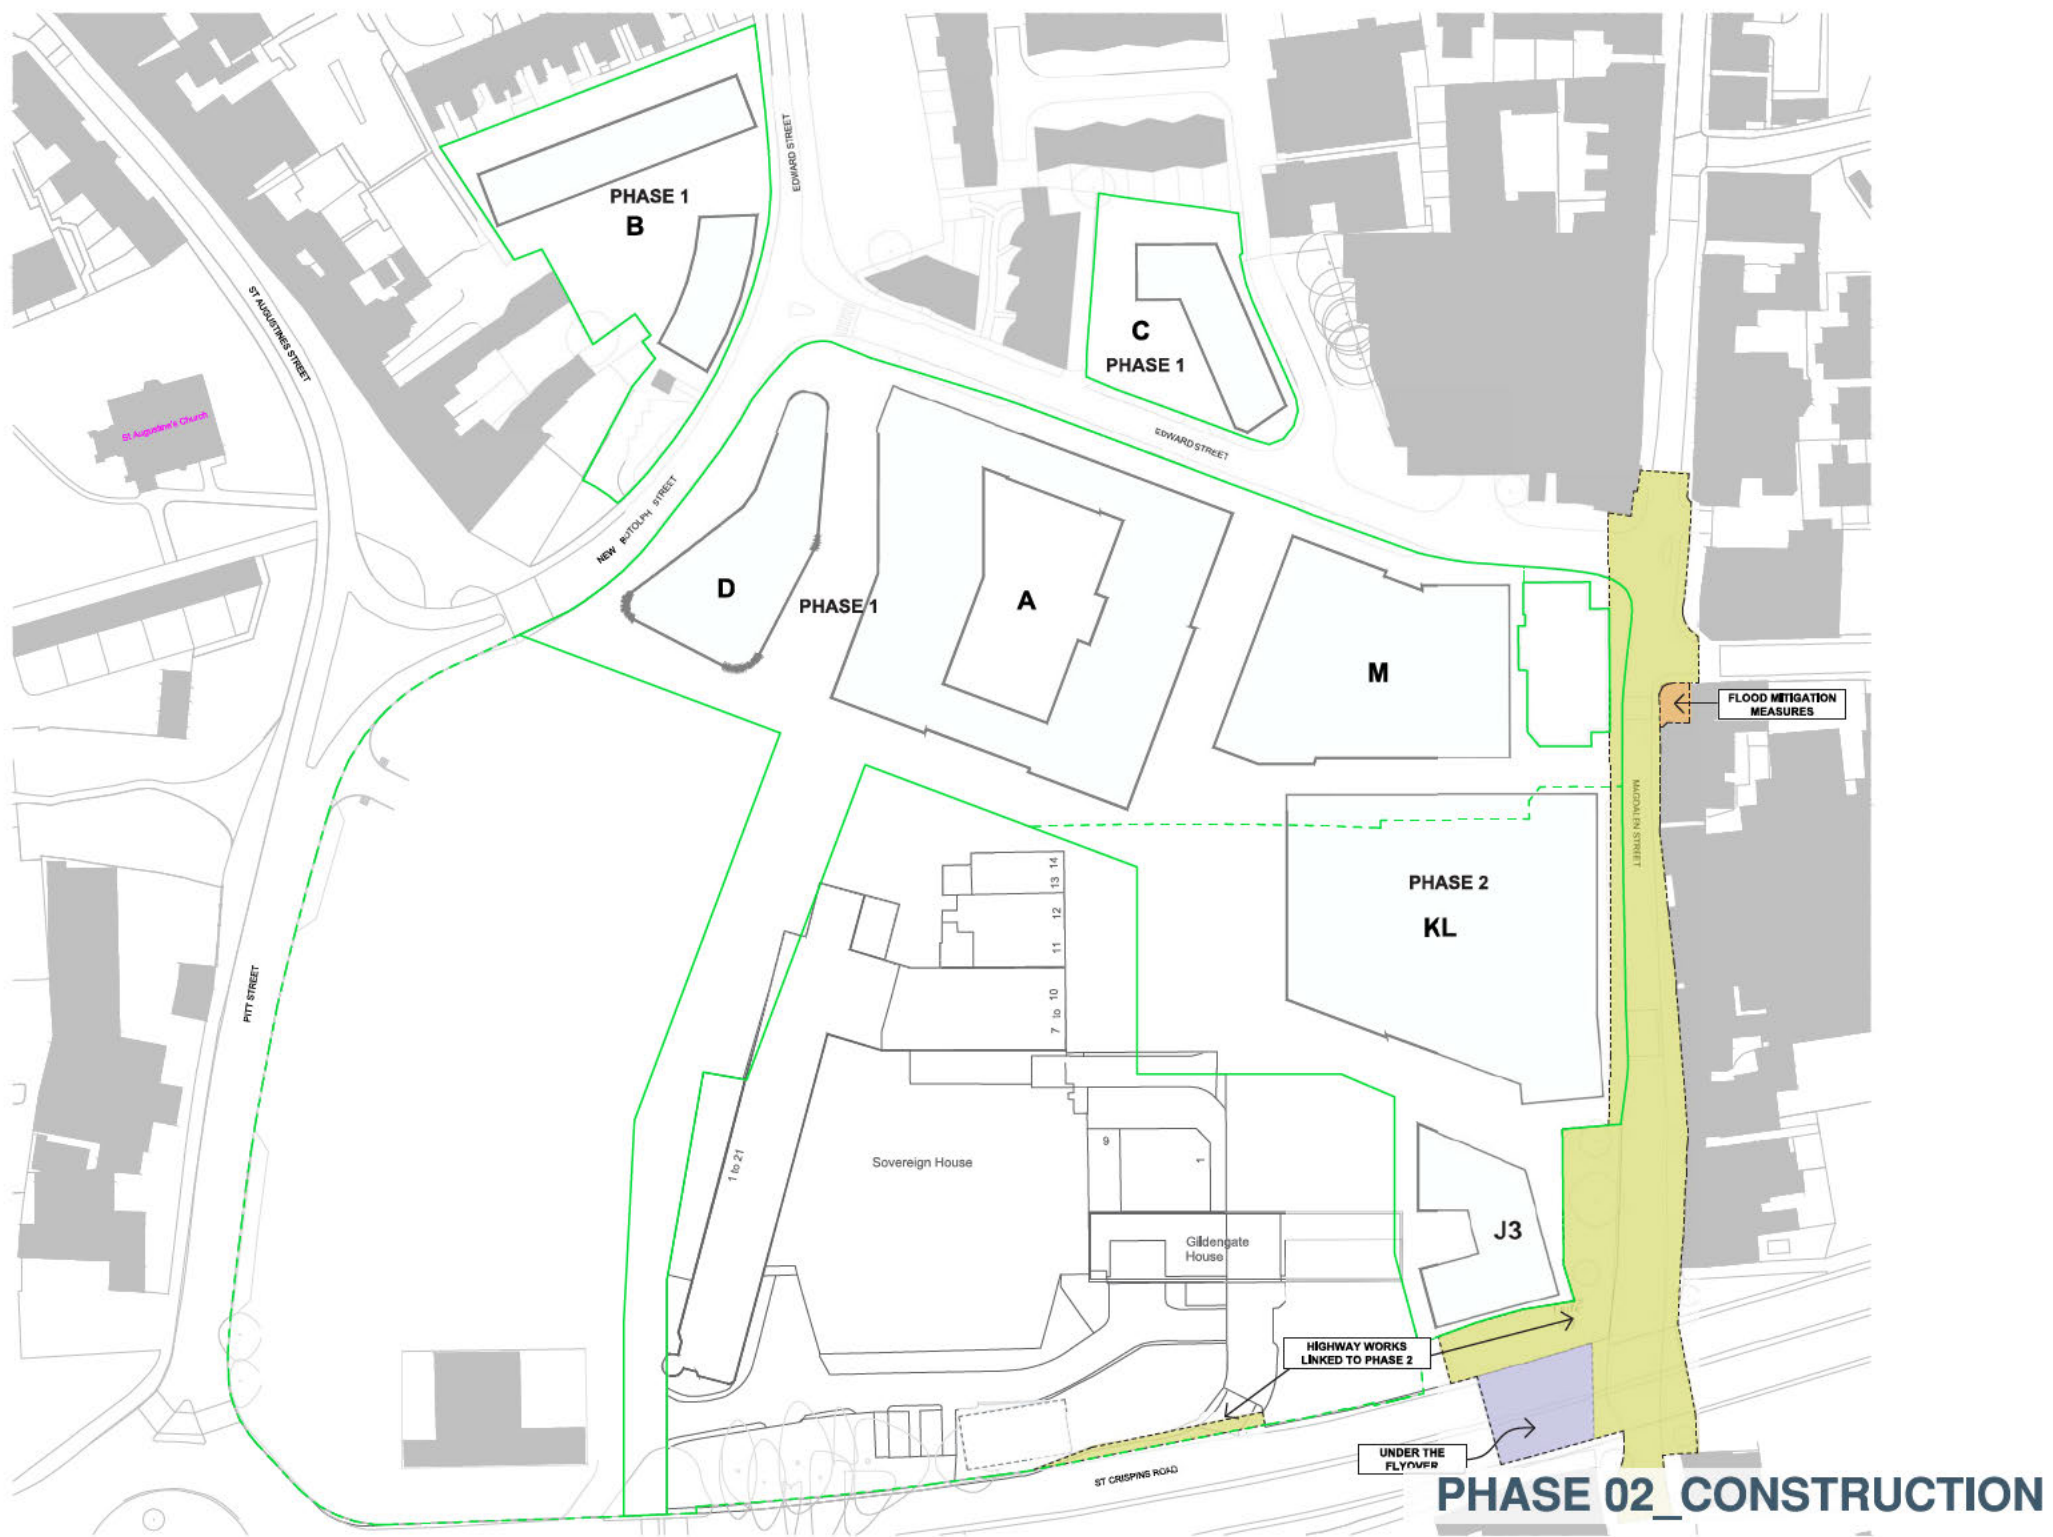 EDWARD STREET
PHASE 1
B
ST AUGUSTINES STREET
C
PHASE 1
St Augustine's Church
EDWARD STREET
NEW BOTOLPH STREET
D
PHASE 1
A
M
FLOOD MITIGATION
MEASURES
MAGDALEN STREET
PHASE 2
KL
13 14
12
11
7 to 10
PITT STREET
9
1
1 to 21
Sovereign House
J3
Gildengate
House
HIGHWAY WORKS
LINKED TO PHASE 2
UNDER THE
FLYOVER
ST CRISPINS ROAD
PHASE 02_CONSTRUCTION